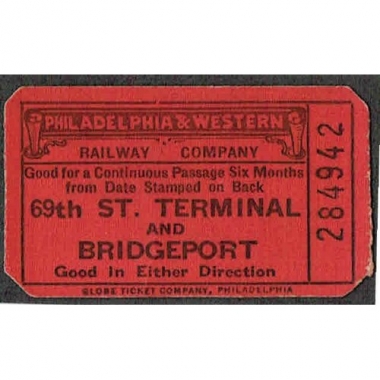 PHILADELPHIA & WESTERN
RAILWAY COMPANY
Good for a Continuous Passage Six Months
from Date Stamped on Back
69th ST. TERMINAL
AND
BRIDGEPORT
Good In Either Direction
GLOBE TICKET COMPANY, PHILADELPHIA
284942